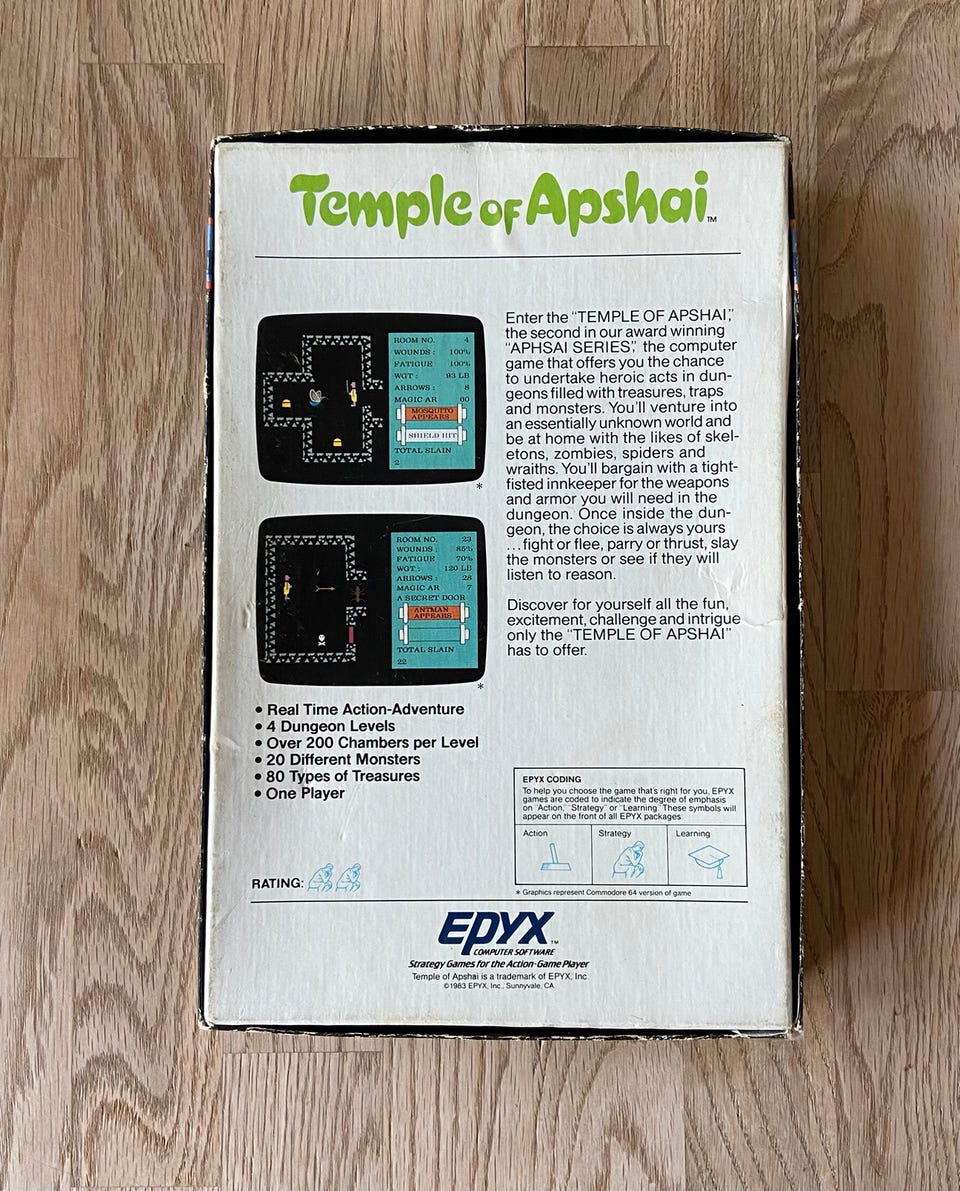 Temple of Apshai™
ROOM NO. 4
WOUNDS : 100%
FATIGUE 100%
WGT : 93 LB
ARROWS : 8
MAGIC AR 60
MOSQUITO
APPEARS
SHIELD HIT
TOTAL SLAIN
2
*
ROOM NO. 23
WOUNDS : 85%
FATIGUE 70%
WGT : 120 LB
ARROWS : 28
MAGIC AR 7
A SECRET DOOR
ANTMAN
APPEARS
TOTAL SLAIN
22
*
• Real Time Action-Adventure
• 4 Dungeon Levels
• Over 200 Chambers per Level
• 20 Different Monsters
• 80 Types of Treasures
• One Player
RATING:
Enter the “TEMPLE OF APSHAI,”
the second in our award winning
“APHSAI SERIES,” the computer
game that offers you the chance
to undertake heroic acts in dun-
geons filled with treasures, traps
and monsters. You’ll venture into
an essentially unknown world and
be at home with the likes of skel-
etons, zombies, spiders and
wraiths. You’ll bargain with a tight-
fisted innkeeper for the weapons
and armor you will need in the
dungeon. Once inside the dun-
geon, the choice is always yours
...fight or flee, parry or thrust, slay
the monsters or see if they will
listen to reason.
Discover for yourself all the fun,
excitement, challenge and intrigue
only the “TEMPLE OF APSHAI”
has to offer.
EPYX CODING
To help you choose the game that's right for you, EPYX
games are coded to indicate the degree of emphasis
on "Action," "Strategy" or "Learning." These symbols will
appear on the front of all EPYX packages.
Action Strategy Learning
* Graphics represent Commodore 64 version of game
EPYX™
COMPUTER SOFTWARE
Strategy Games for the Action-Game Player
Temple of Apshai is a trademark of EPYX, Inc.
©1983 EPYX, Inc., Sunnyvale, CA